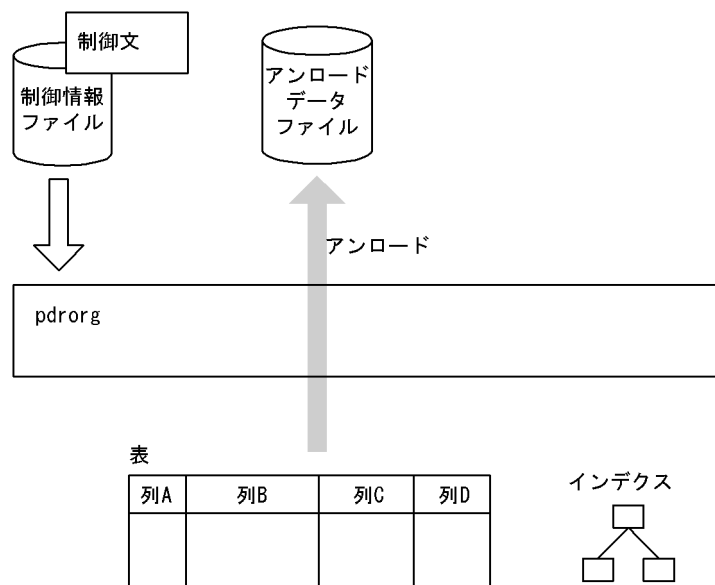 制御文
制御情報
ファイル
アンロード
データ
ファイル
アンロード
pdrorg
表
列A
列B
列C
列D
インデクス